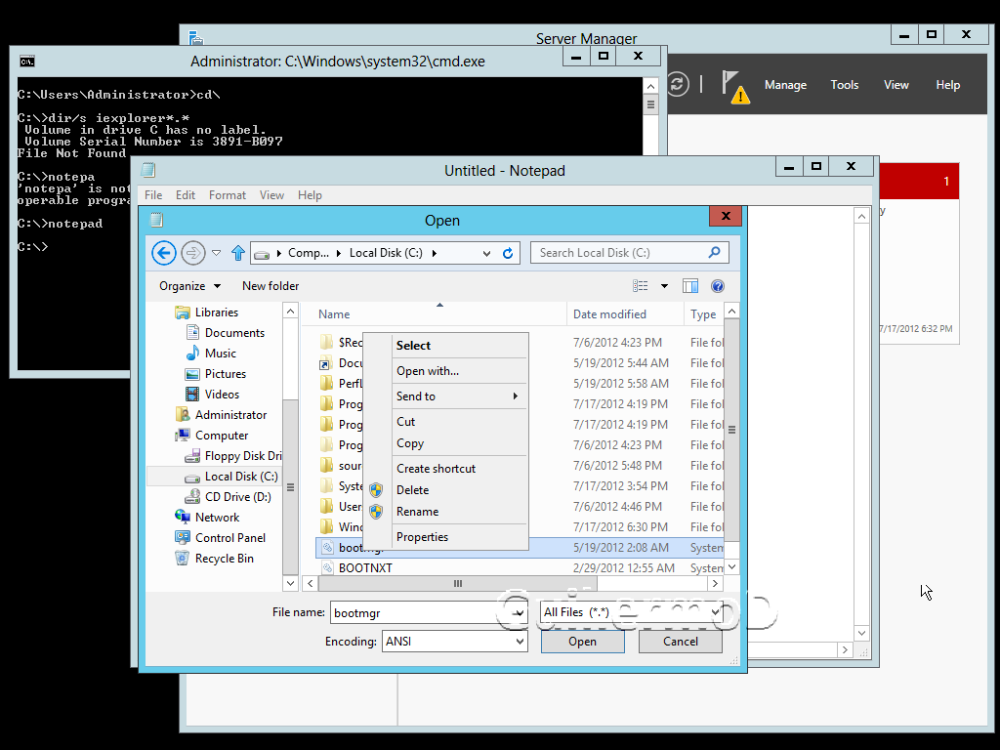 Server Manager
Administrator: C:\Windows\system32\cmd.exe
Manage Tools View Help
C:\Users\Administrator>cd\
C:\>dir/s iexplorer*.*
Volume in drive C has no label.
Volume Serial Number is 3891-B097
File Not Found
C:\>notepa
'notepa' is not
operable progra
C:\>notepad
C:\>
1
y
7/17/2012 6:32 PM
Untitled - Notepad
File Edit Format View Help
Open
Comp... Local Disk (C:)
Search Local Disk (C:)
Organize New folder
Libraries
Documents
Music
Pictures
Videos
Administrator
Computer
Floppy Disk Dri
Local Disk (C:)
CD Drive (D:)
Network
Control Panel
Recycle Bin
Name Date modified Type
$Rec 7/6/2012 4:23 PM File fol
Docu 5/19/2012 5:44 AM File fol
PerfL 5/19/2012 5:58 AM File fol
Prog 7/17/2012 4:19 PM File fol
Prog 7/17/2012 4:19 PM File fol
Prog 7/6/2012 4:23 PM File fol
sour 7/6/2012 5:48 PM File fol
Syste 7/17/2012 3:54 PM File fol
User 7/6/2012 4:46 PM File fol
Wind 7/17/2012 6:30 PM File fol
bootmgr 5/19/2012 2:08 AM System
BOOTNXT 2/29/2012 12:55 AM System
Select
Open with...
Send to
Cut
Copy
Create shortcut
Delete
Rename
Properties
File name: bootmgr All Files (*.*)
Guillermob
Encoding: ANSI Open Cancel